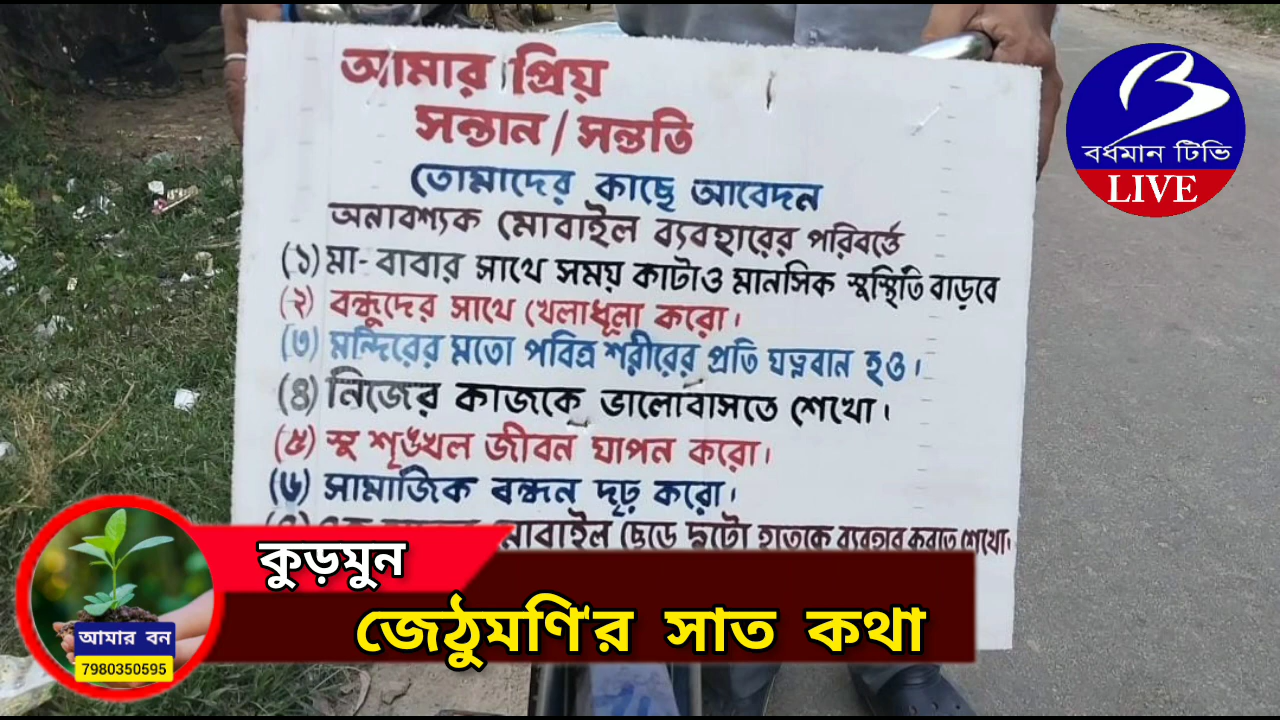 আমার প্রিয়
সন্তান / সন্ততি
তোমাদের কাছে আবেদন
অনাবশ্যক মোবাইল ব্যবহারের পরিবর্ত্তে
(১) মা-বাবার সাথে সময় কাটাও মানসিক সুস্থিতি বাড়বে
(২) বন্ধুদের সাথে খেলাধূলা করো।
(৩) মন্দিরের মতো পবিত্র শরীরের প্রতি যত্নবান হও।
(৪) নিজের কাজকে ভালোবাসতে শেখো।
(৫) সু শৃঙ্খল জীবন যাপন করো।
(৬) সামাজিক বন্ধন দৃঢ় করো।
মোবাইল ছেড়ে দুটো হাতকে ব্যবহার করতে শেখো।
বর্ধমান টিভি
LIVE
কুড়মুন
জেঠুমণি'র সাত কথা
আমার বন
7980350595